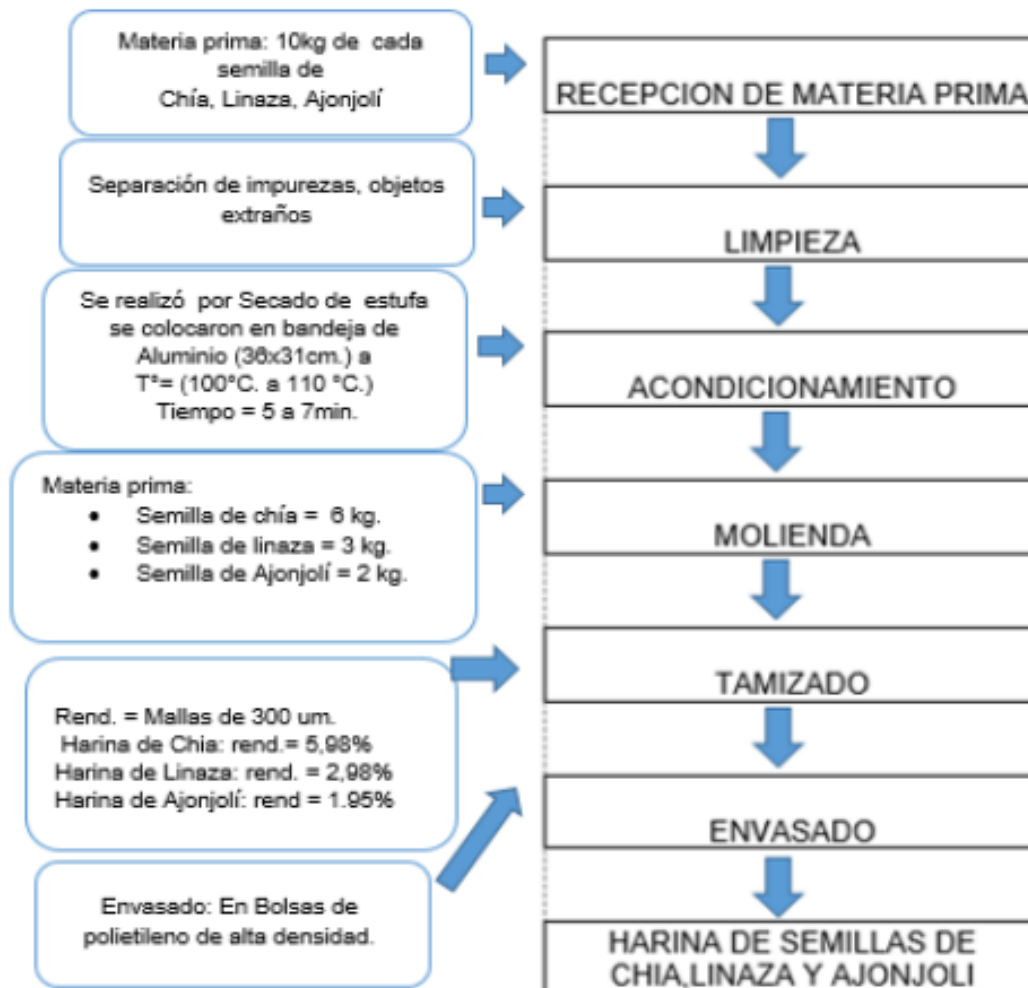 Materia prima: 10kg de cada
semilla de
Chía, Linaza, Ajonjolí
RECEPCION DE MATERIA PRIMA
Separación de impurezas, objetos
extraños
LIMPIEZA
Se realizó por Secado de estufa
se colocaron en bandeja de
Aluminio (36x31cm.) a
T°= (100°C. a 110 °C.)
Tiempo = 5 a 7min.
ACONDICIONAMIENTO
Materia prima:
• Semilla de chía = 6 kg.
• Semilla de linaza = 3 kg.
• Semilla de Ajonjolí = 2 kg.
MOLIENDA
Rend. = Mallas de 300 um.
Harina de Chia: rend.= 5,98%
Harina de Linaza: rend. = 2,98%
Harina de Ajonjolí: rend = 1.95%
TAMIZADO
Envasado: En Bolsas de
polietileno de alta densidad.
ENVASADO
HARINA DE SEMILLAS DE
CHIA,LINAZA Y AJONJOLI